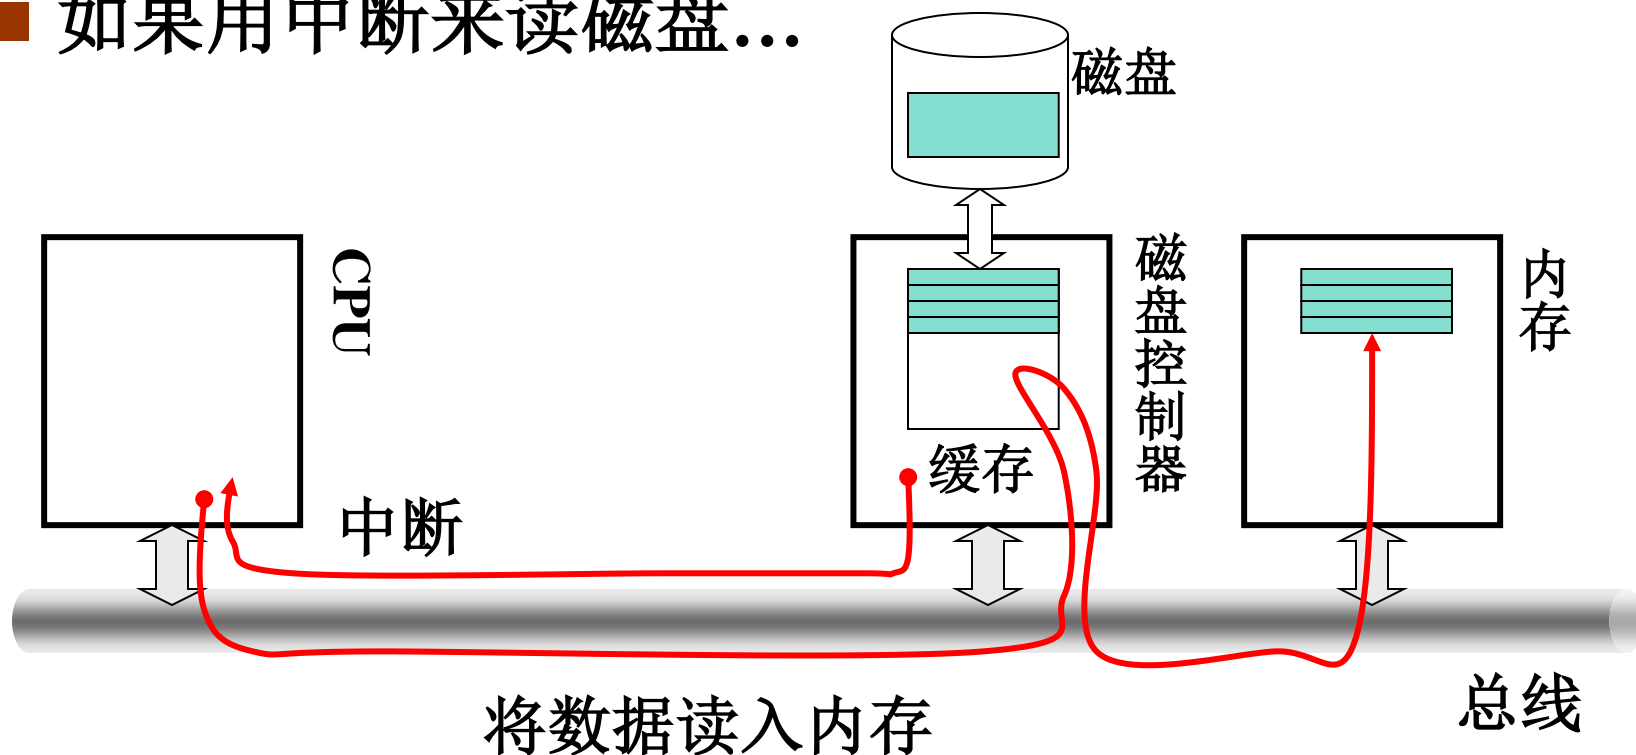 如果用中断来读磁盘…
磁盘
CPU
磁盘控制器
内存
缓存
中断
总线
将数据读入内存